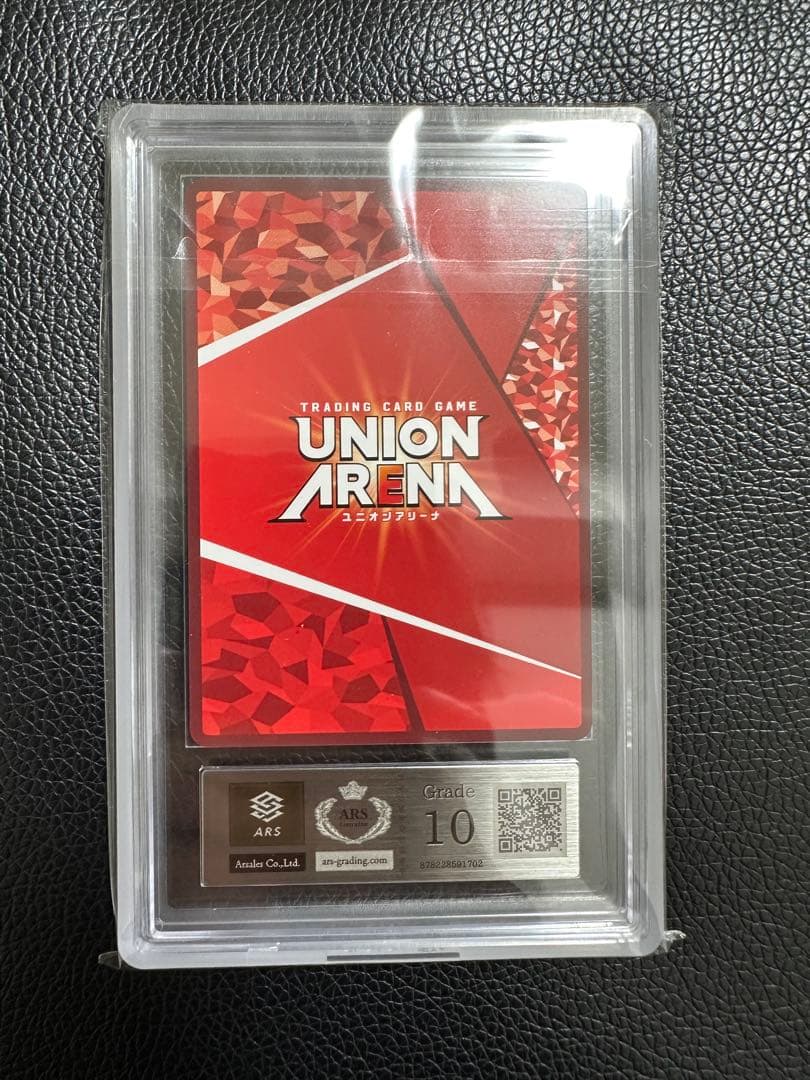 TRADING CARD GAME
UNION
ARENA
ユニオンアリーナ
ARS
Arsales Co.,Ltd.
ARS
ars-grading.com
Grade
10
878228591702